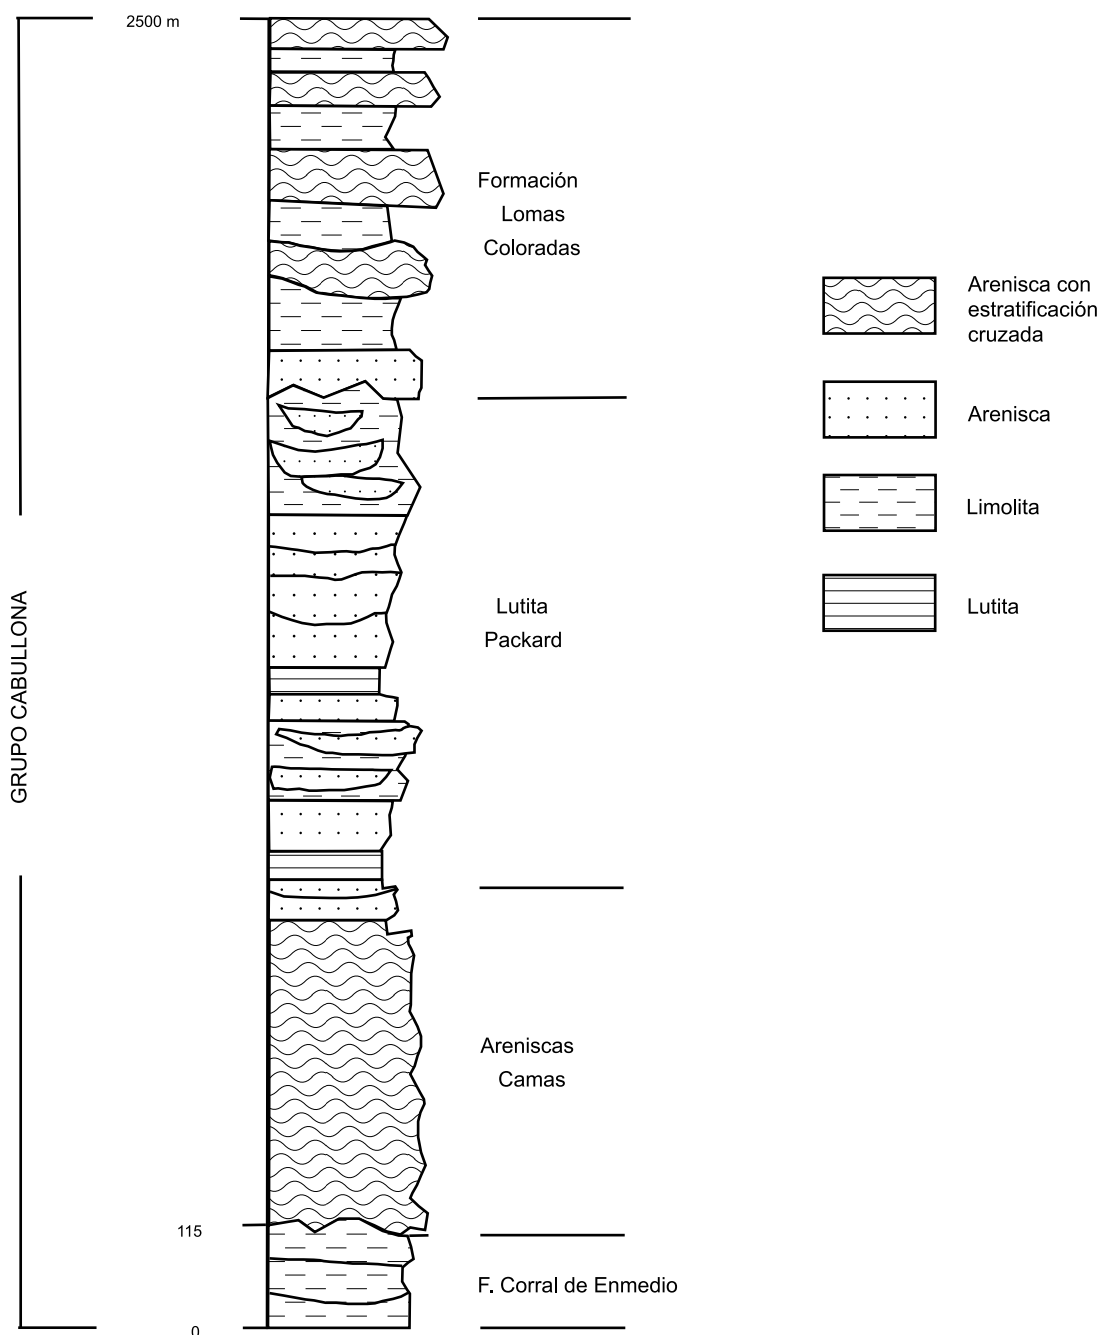 2500 m
Formación
Lomas
Coloradas
Arenisca con
estratificación
cruzada
Arenisca
Limolita
Lutita
Lutita
Packard
GRUPO CABULLONA
Areniscas
Camas
115
F. Corral de Enmedio
0